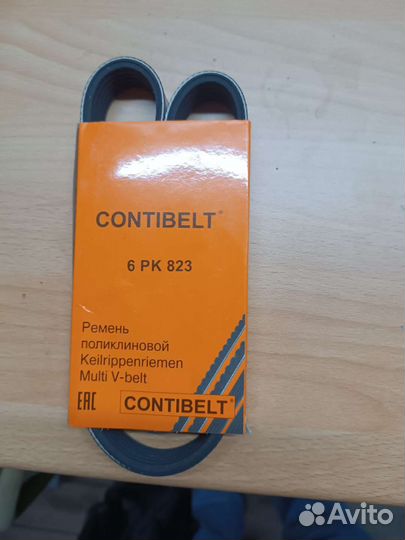 CONTIBELT®
6 PK 823
Ремень
поликлиновой
Keilrippenriemen
Multi V-belt
EAC
CONTIBELT®
Avito